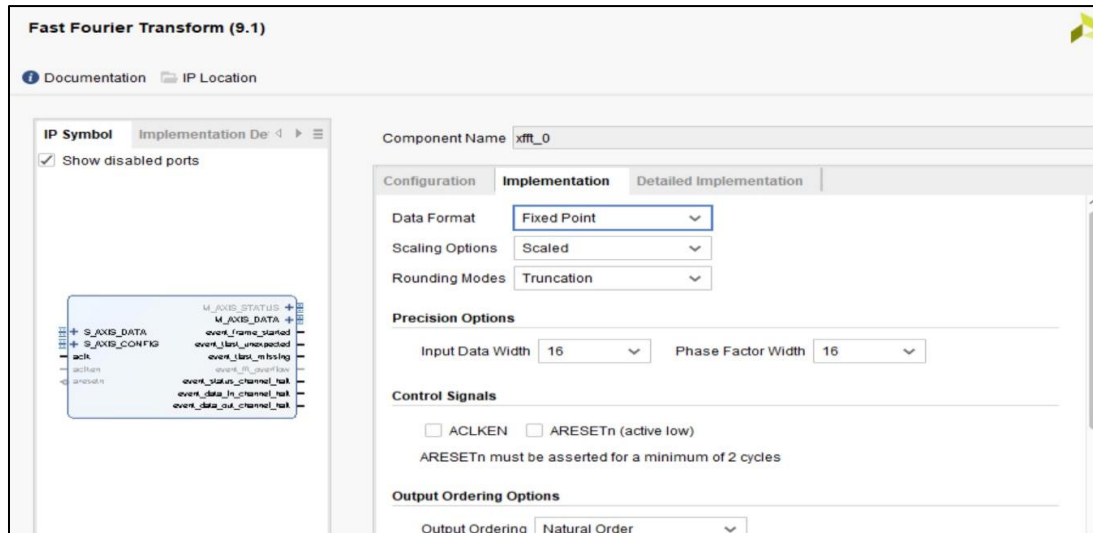 Fast Fourier Transform (9.1)
Documentation IP Location
IP Symbol Implementation De
Show disabled ports
S_AXIS_DATA
S_AXIS_CONFIG
aclk
aclken
aresetn
M_AXIS_STATUS
M_AXIS_DATA
event_frame_started
event_tlast_unexpected
event_tlast_missing
event_fft_overflow
event_status_channel_halt
event_data_in_channel_halt
event_data_out_channel_halt
Component Name xfft_0
Configuration Implementation Detailed Implementation
Data Format Fixed Point
Scaling Options Scaled
Rounding Modes Truncation
Precision Options
Input Data Width 16 Phase Factor Width 16
Control Signals
ACLKEN ARESETn (active low)
ARESETn must be asserted for a minimum of 2 cycles
Output Ordering Options
Output Ordering Natural Order